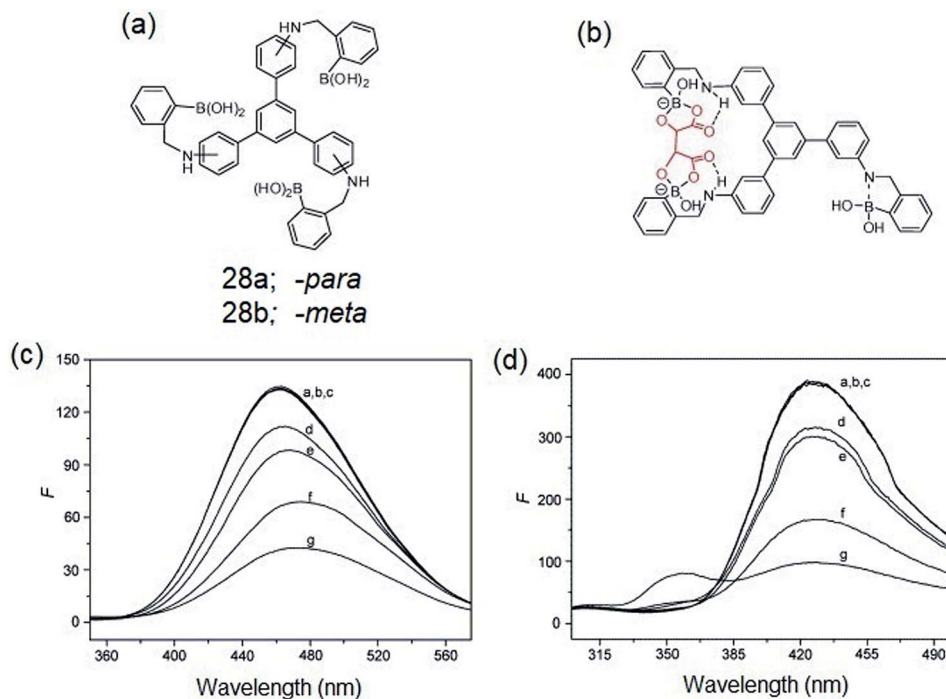 (a)
HN
B(OH)₂
B(OH)₂
N
H
(HO)₂B
NH
28a; -para
28b; -meta
(b)
OH
N
⊖B
O
H
O
O
O
O
O
H
⊖B
O
OH
N
N
HO
B
OH
(c)
150
120
90
60
30
0
F
a,b,c
d
e
f
g
360 400 440 480 520 560
Wavelength (nm)
(d)
400
300
200
100
0
F
a,b,c
d
e
f
g
315 350 385 420 455 490
Wavelength (nm)